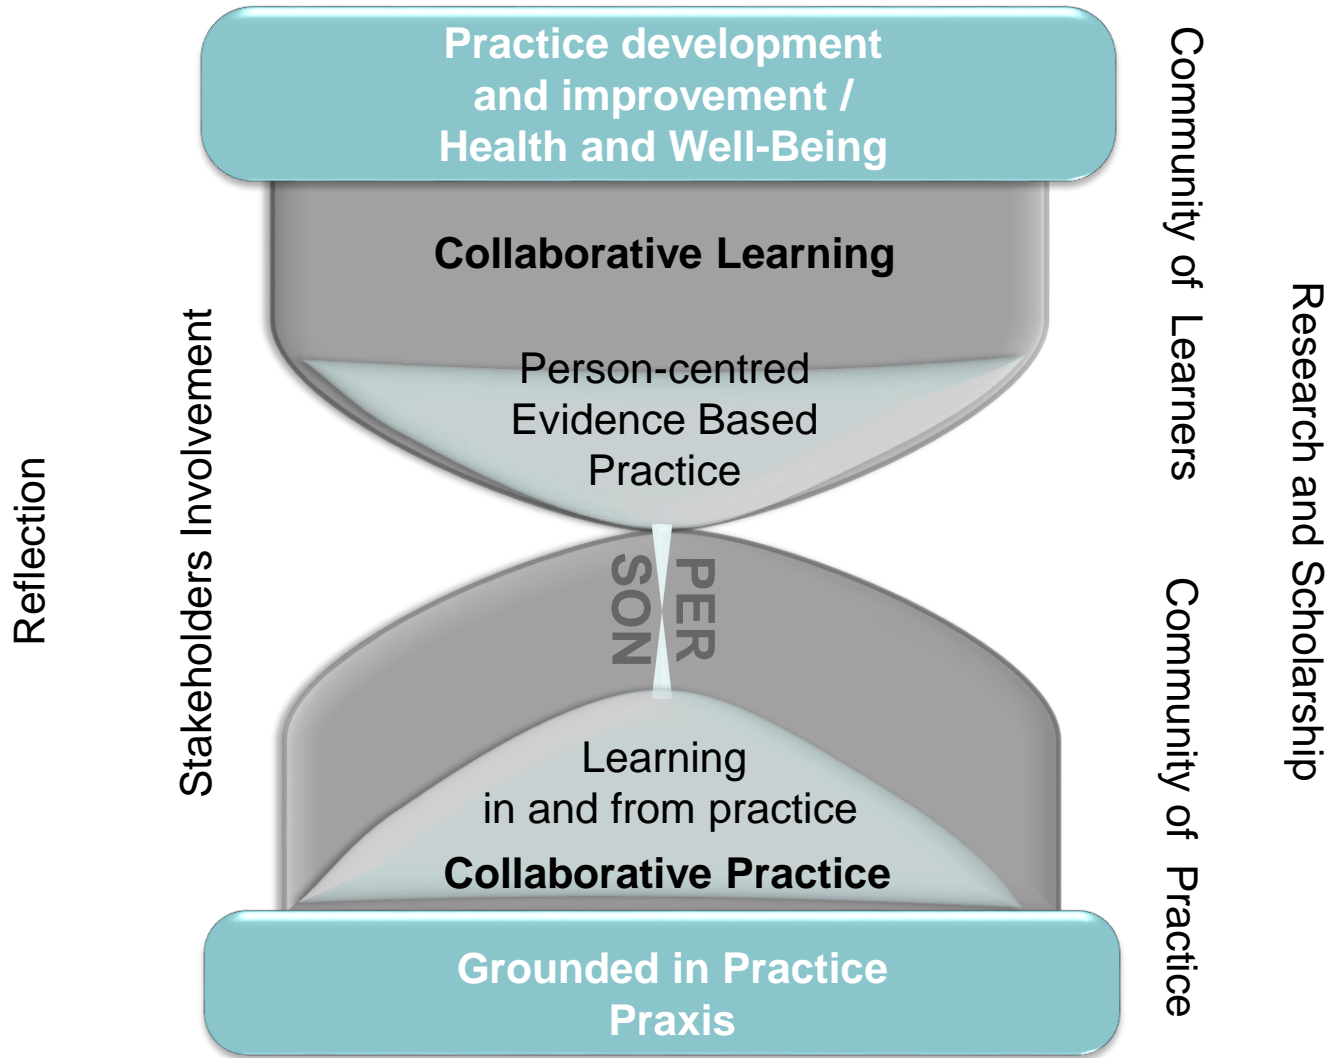 Practice development
and improvement /
Health and Well-Being
Collaborative Learning
Person-centred
Evidence Based
Practice
PER
SON
Learning
in and from practice
Collaborative Practice
Grounded in Practice
Praxis
Reflection
Stakeholders Involvement
Community of Learners
Community of Practice
Research and Scholarship